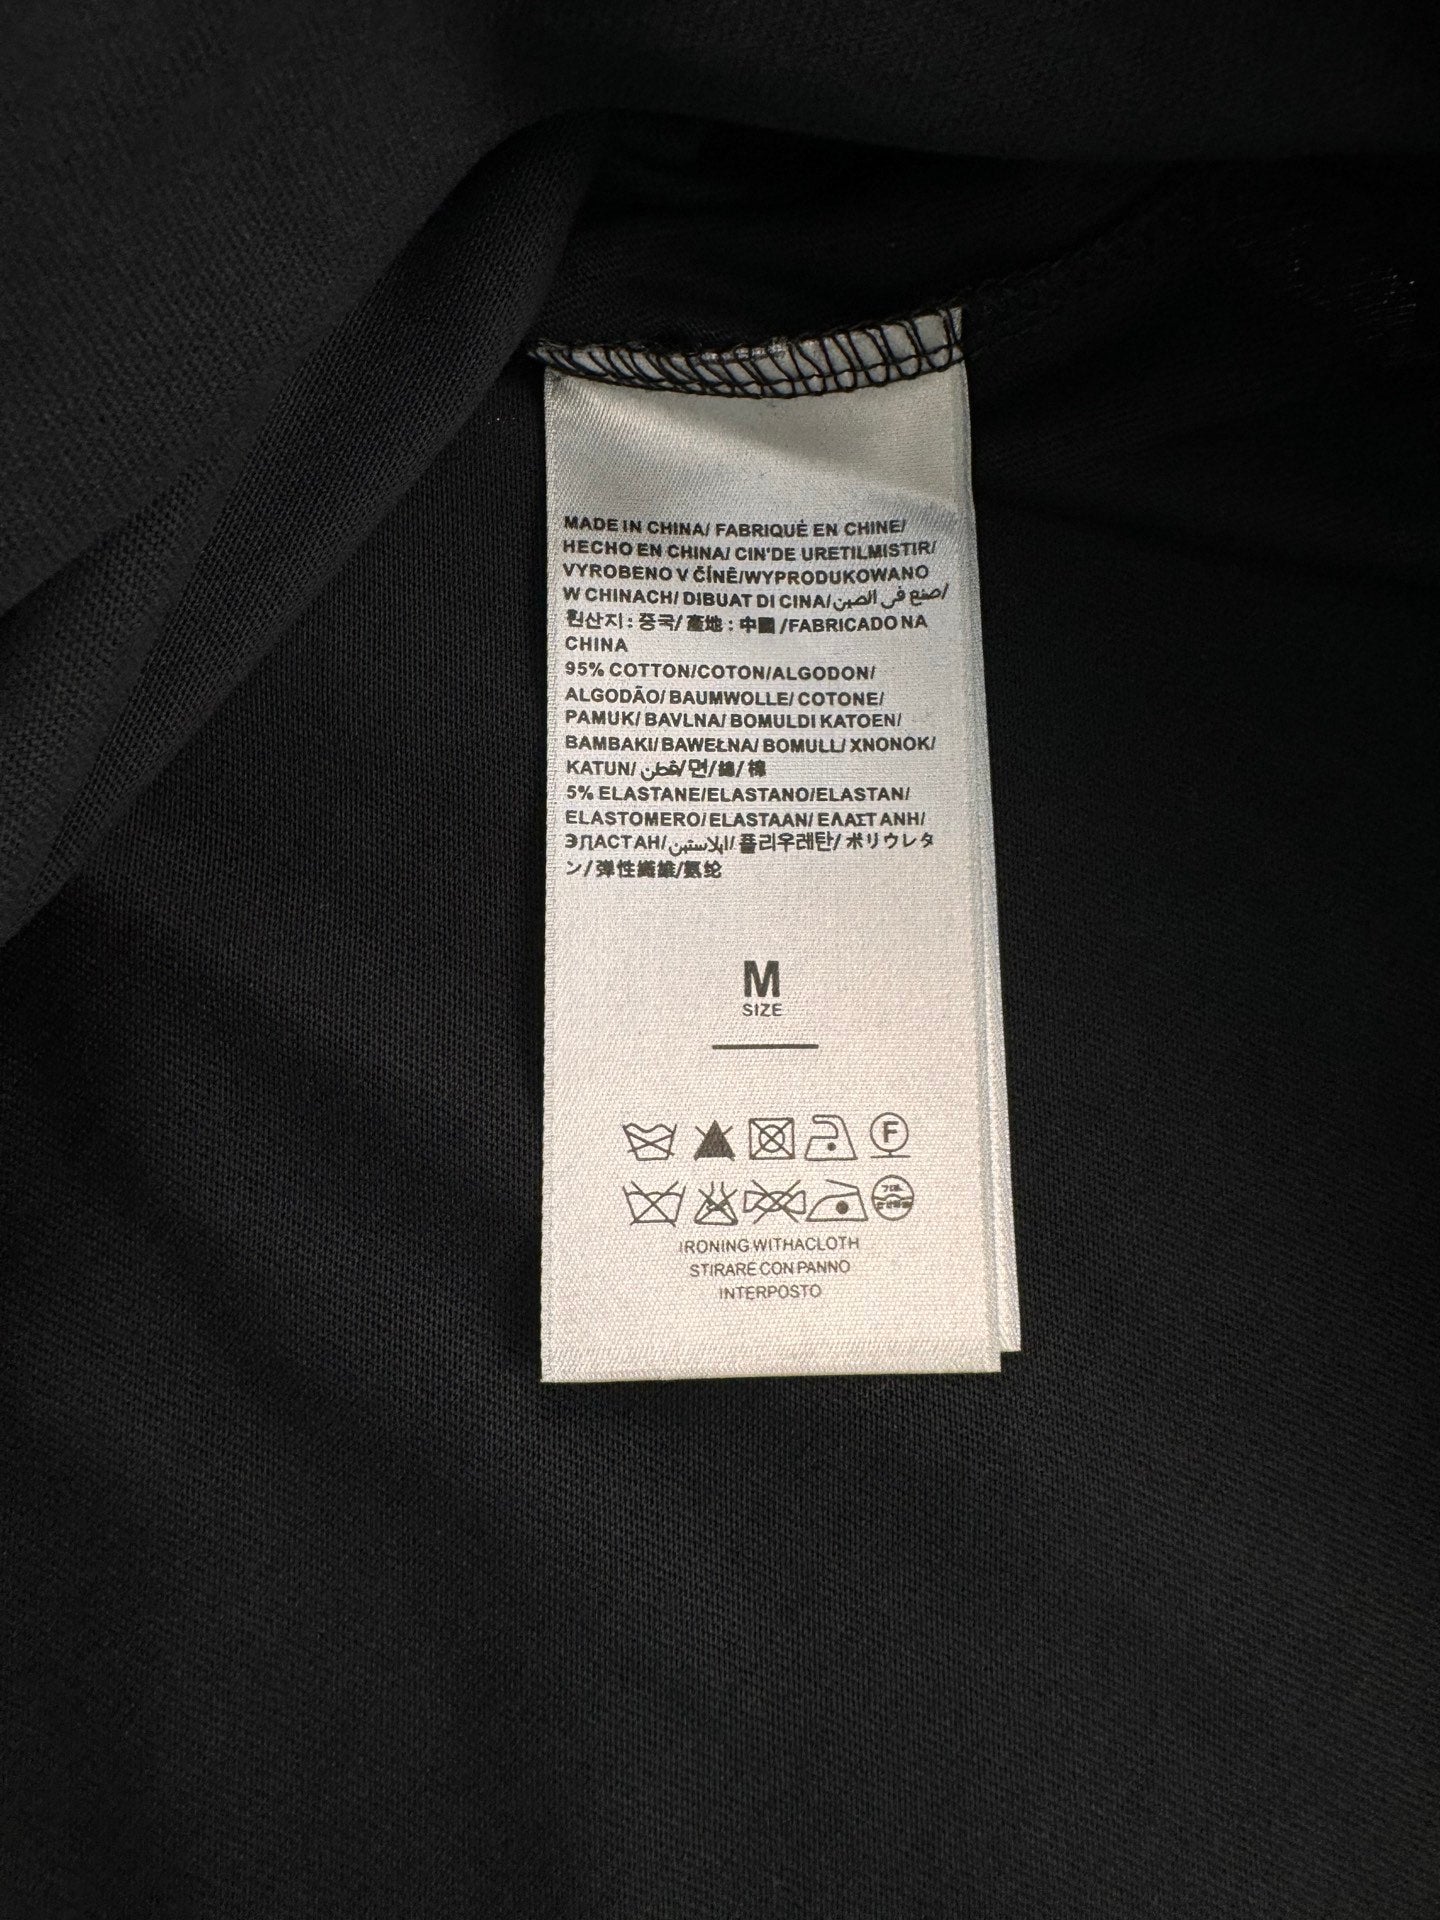 MADE IN CHINA/ FABRIQUÉ EN CHINE/
HECHO EN CHINA/ CIN'DE URETILMISTIR/
VYROBENO V ČÍNĚ/WYPRODUKOWANO
W CHINACH/ DIBUAT DI CINA/صنع في الصين/
원산지 : 중국/ 產地 : 中國 /FABRICADO NA
CHINA
95% COTTON/COTON/ALGODON/
ALGODÃO/ BAUMWOLLE/ COTONE/
PAMUK/ BAVLNA/ BOMULDI KATOEN/
BAMBAKI/ BAWEŁNA/ BOMULL/ XNONOK/
KATUN/ قطن/ 면/ 綿/ 棉
5% ELASTANE/ELASTANO/ELASTAN/
ELASTOMERO/ ELASTAAN/ ΕΛΑΣΤ ΑΝΗ/
ЭЛАСТАН/ إيلاستين/ 폴리우레탄/ ポリウレタ
ン/ 弹性纖維/氨纶
M
SIZE
F
IRONING WITHACLOTH
STIRARE CON PANNO
INTERPOSTO